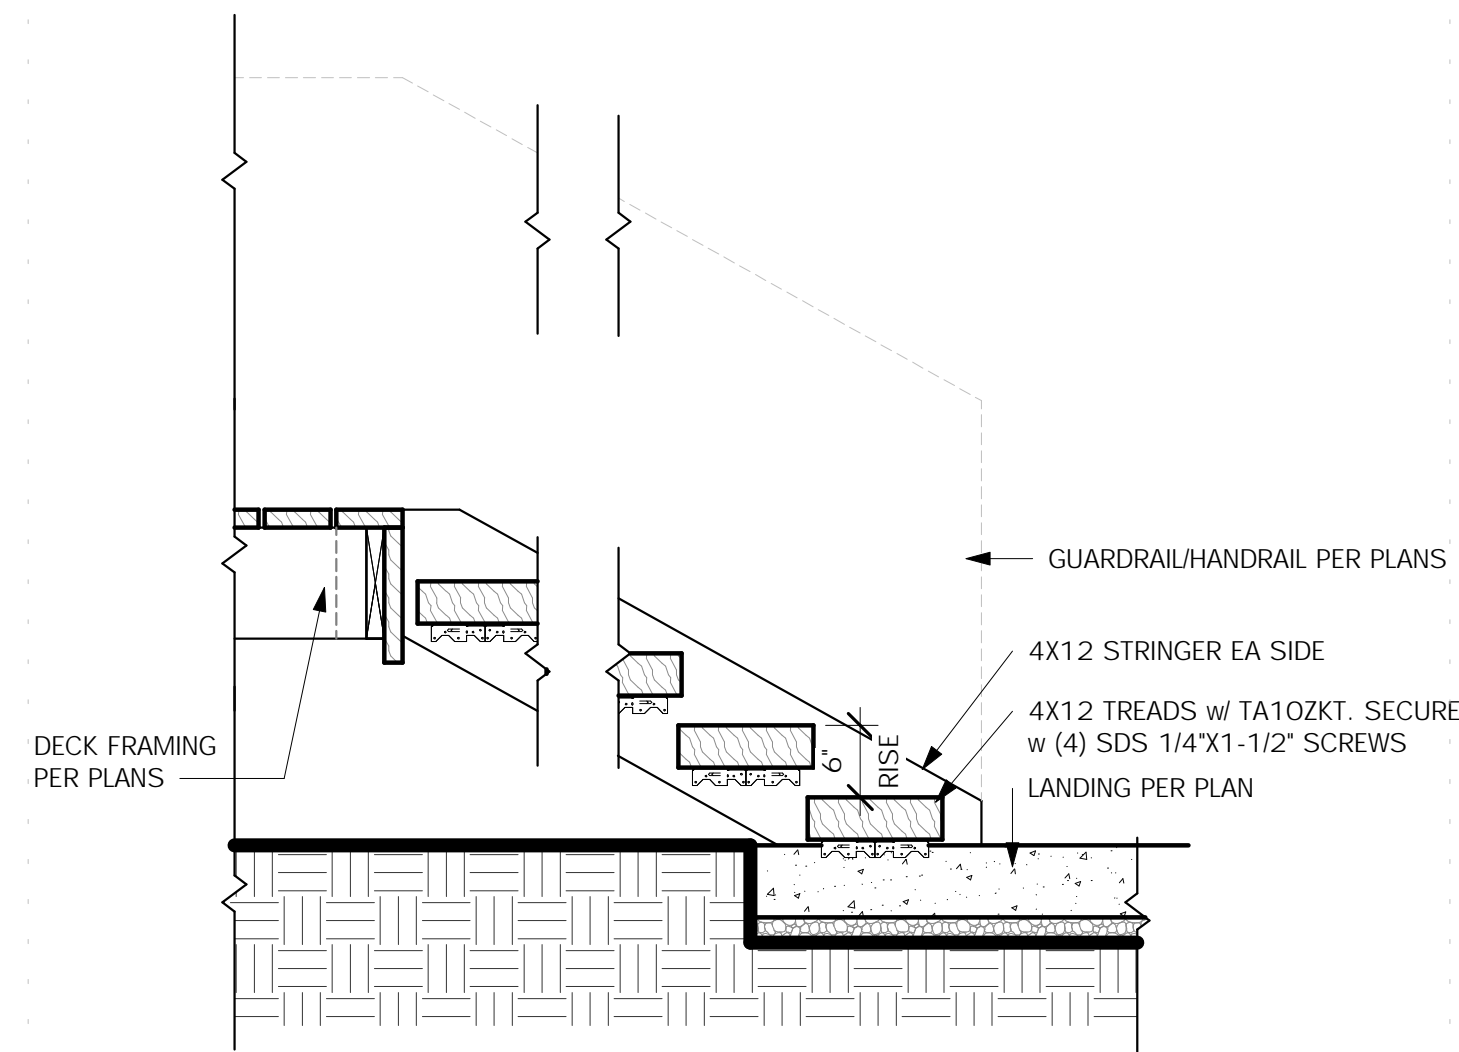 GUARDRAIL/HANDRAIL PER PLANS
4X12 STRINGER EA SIDE
4X12 TREADS w/ TA10ZKT. SECURE
w (4) SDS 1/4"X1-1/2" SCREWS
LANDING PER PLAN
6"
RISE
DECK FRAMING
PER PLANS